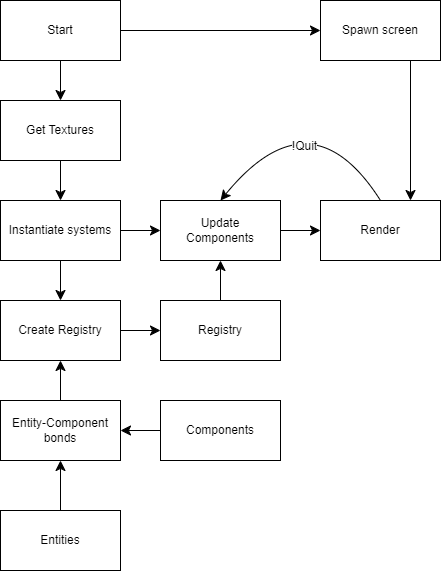 Start
Spawn screen
Get Textures
!Quit
Instantiate systems
Update
Components
Render
Create Registry
Registry
Entity-Component
bonds
Components
Entities